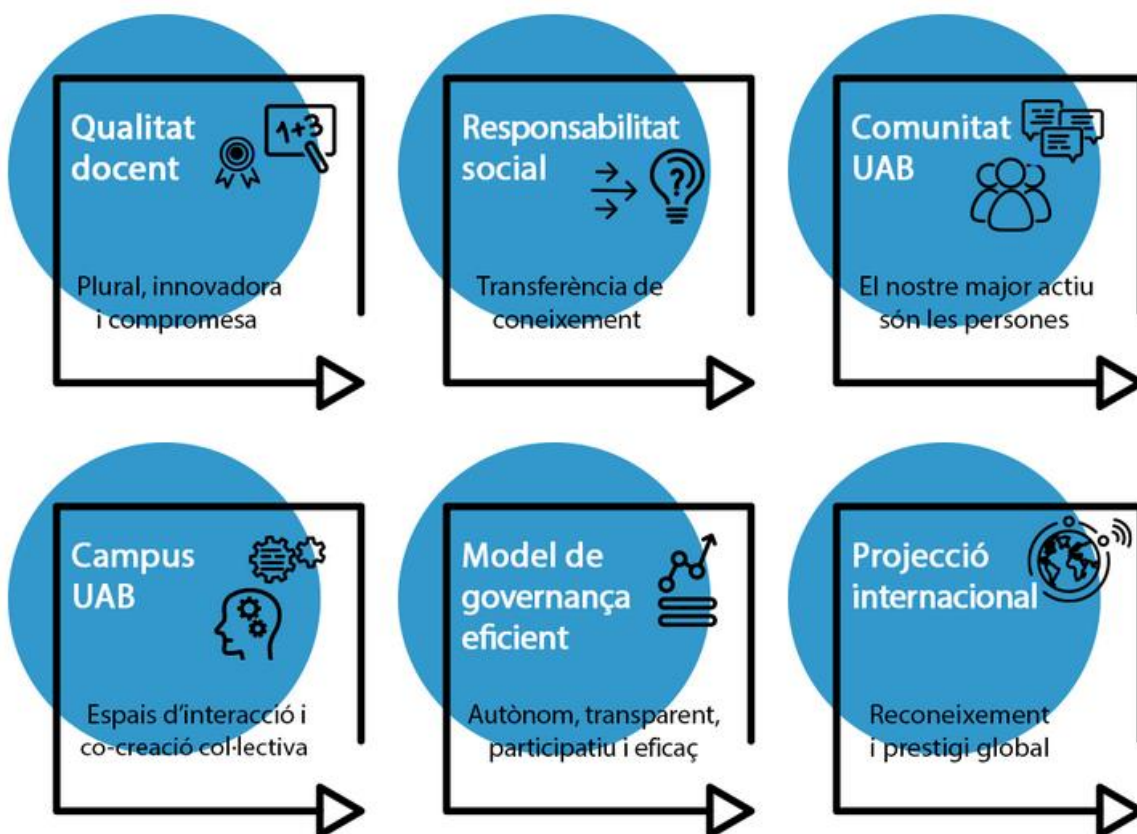 Qualitat
docent
1+3
Plural, innovadora
i compromesa
Responsabilitat
social
?
Transferència de
coneixement
Comunitat
UAB
El nostre major actiu
són les persones
Campus
UAB
Espais d'interacció i
co-creació col·lectiva
Model de
governança
eficient
Autònom, transparent,
participatiu i eficaç
Projecció
internacional
Reconeixement
i prestigi global